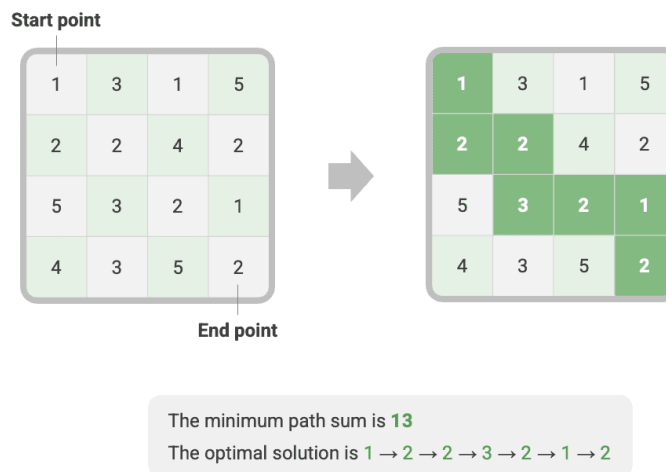 Start point
1 3 1 5
2 2 4 2
5 3 2 1
4 3 5 2
End point
1 3 1 5
2 2 4 2
5 3 2 1
4 3 5 2
The minimum path sum is 13
The optimal solution is 1 → 2 → 2 → 3 → 2 → 1 → 2